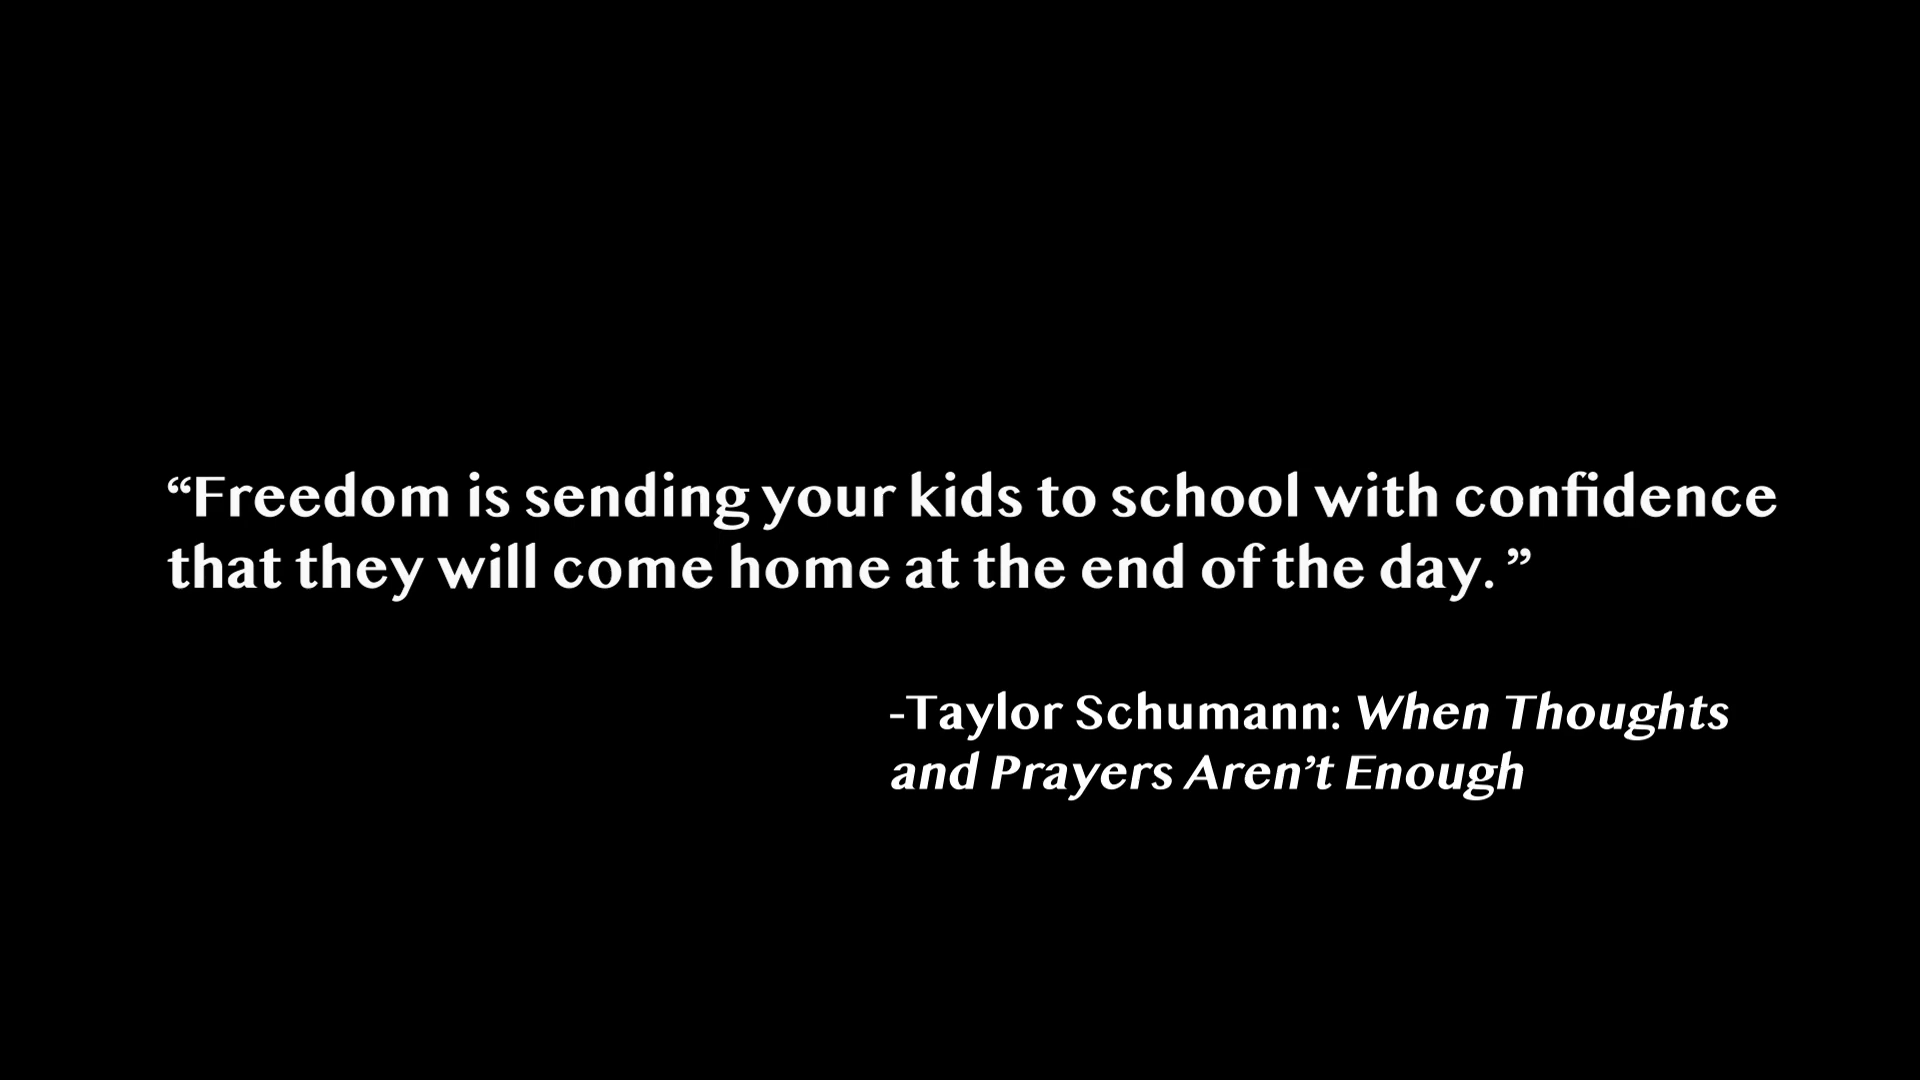 “Freedom is sending your kids to school with confidence
that they will come home at the end of the day. ”
-Taylor Schumann: When Thoughts
and Prayers Aren’t Enough